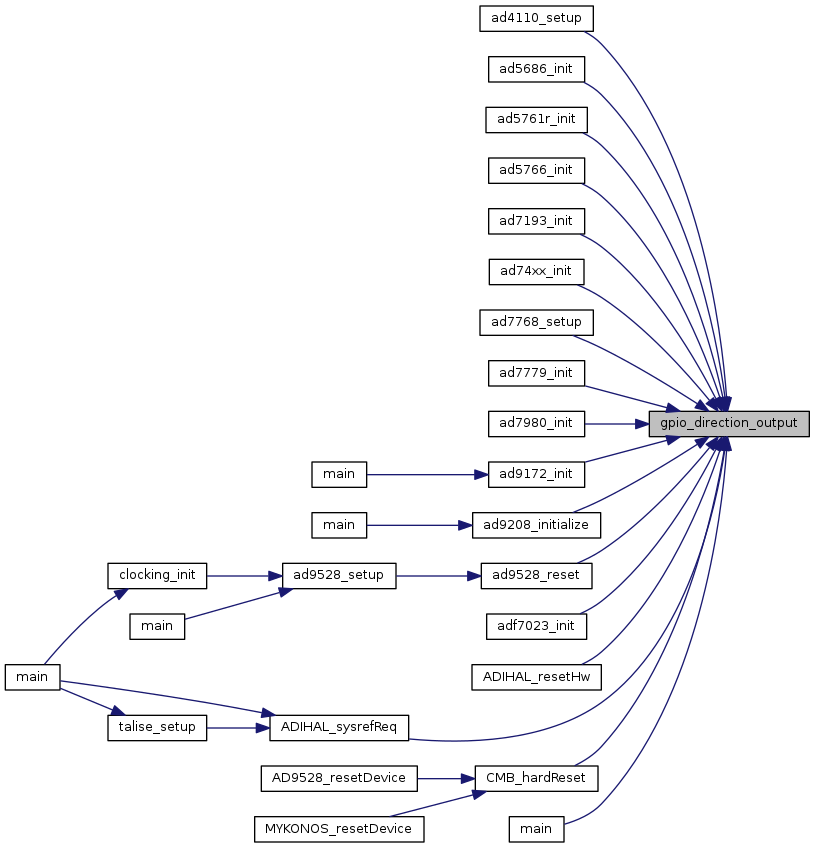 ad4110_setup
ad5686_init
ad5761r_init
ad5766_init
ad7193_init
ad74xx_init
ad7768_setup
ad7779_init
ad7980_init
gpio_direction_output
main
ad9172_init
main
ad9208_initialize
clocking_init
ad9528_setup
ad9528_reset
main
adf7023_init
main
ADIHAL_resetHw
talise_setup
ADIHAL_sysrefReq
AD9528_resetDevice
CMB_hardReset
MYKONOS_resetDevice
main